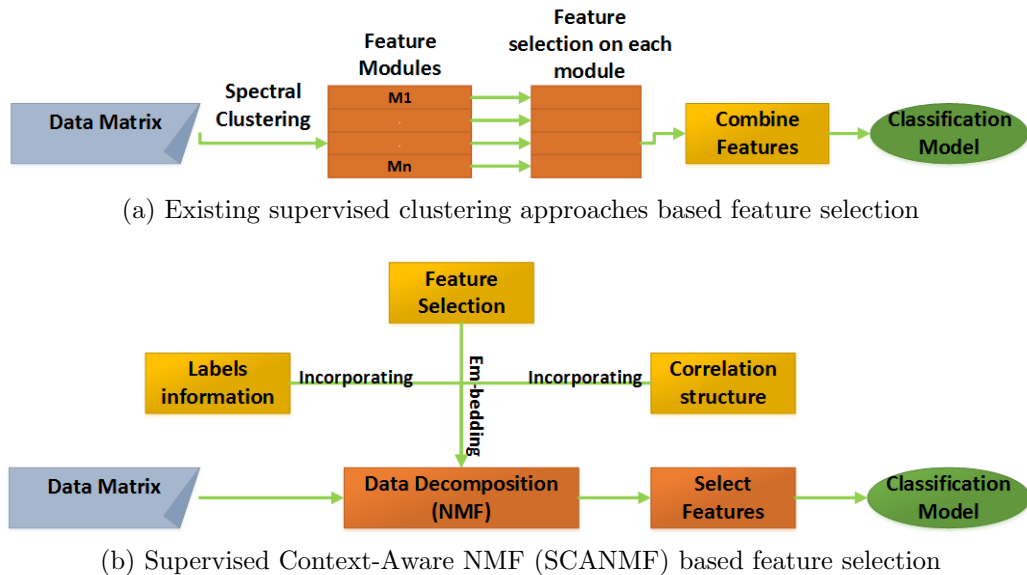 Data Matrix
Spectral
Clustering
Feature
Modules
M1
.
.
Mn
Feature
selection on each
module
Combine
Features
Classification
Model
(a) Existing supervised clustering approaches based feature selection
Feature
Selection
Labels
information
Incorporating
Em-bedding
Incorporating
Correlation
structure
Data Matrix
Data Decomposition
(NMF)
Select
Features
Classification
Model
(b) Supervised Context-Aware NMF (SCANMF) based feature selection